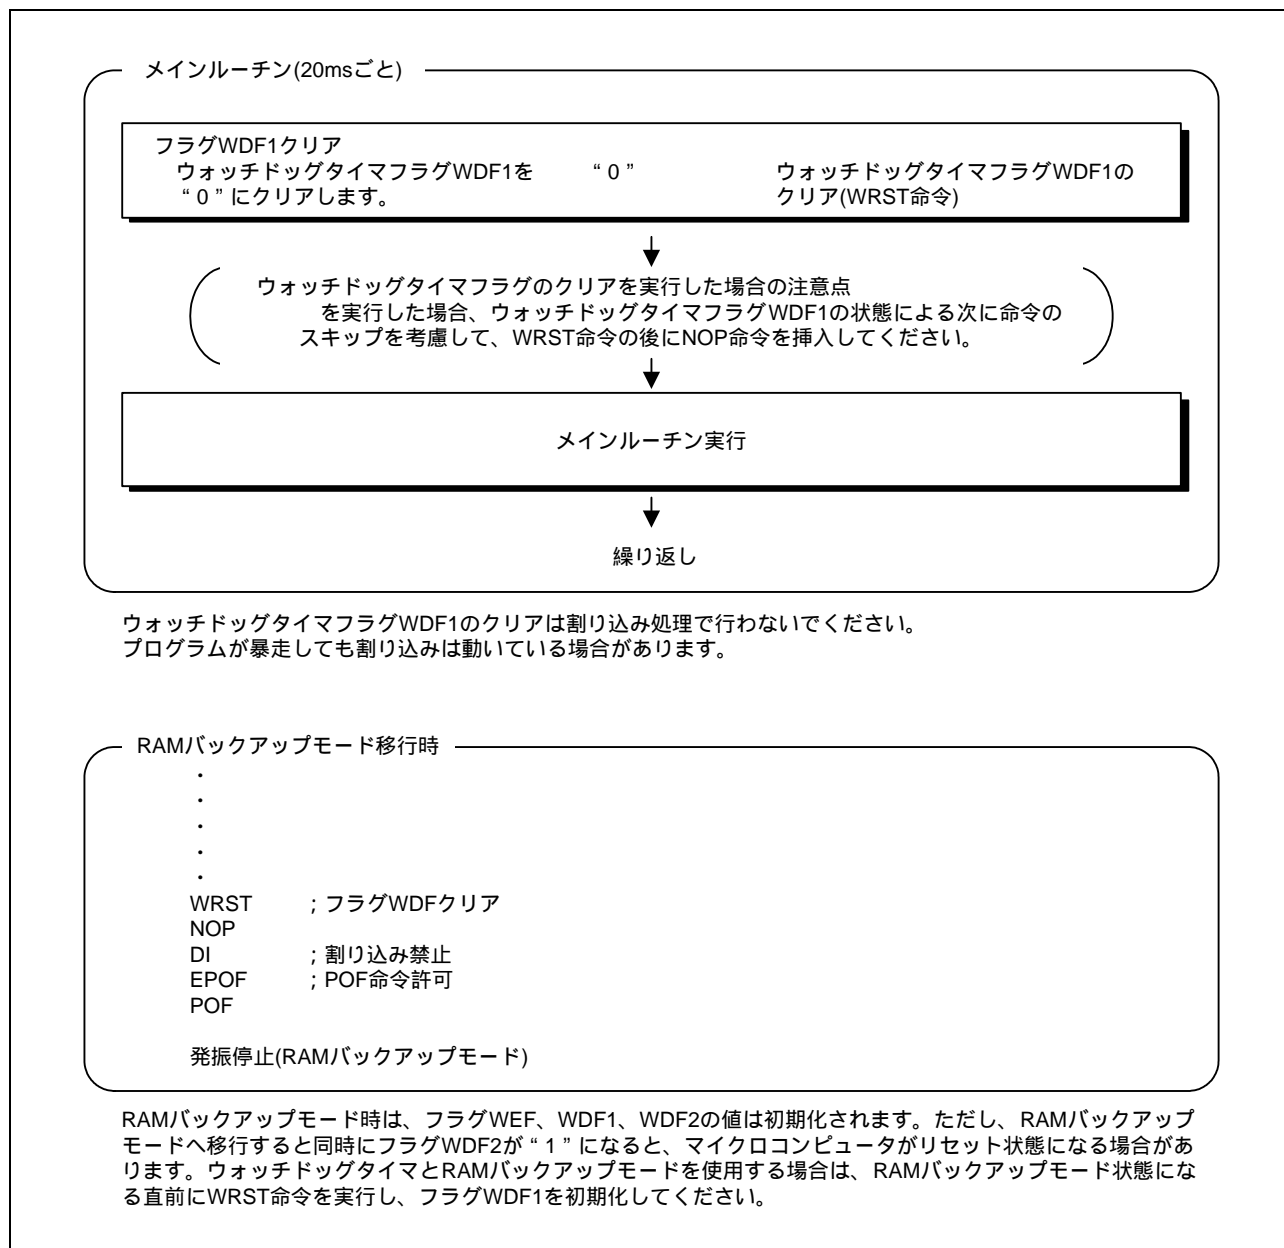 メインルーチン(20msごと)
フラグWDF1クリア
ウォッチドッグタイマフラグWDF1を “0” ウォッチドッグタイマフラグWDF1の
“0”にクリアします。 クリア(WRST命令)
ウォッチドッグタイマフラグのクリアを実行した場合の注意点
を実行した場合、ウォッチドッグタイマフラグWDF1の状態による次に命令の
スキップを考慮して、WRST命令の後にNOP命令を挿入してください。
メインルーチン実行
繰り返し
ウォッチドッグタイマフラグWDF1のクリアは割り込み処理で行わないでください。
プログラムが暴走しても割り込みは動いている場合があります。
RAMバックアップモード移行時
・
・
・
・
・
WRST ;フラグWDFクリア
NOP
DI ;割り込み禁止
EPOF ;POF命令許可
POF
発振停止(RAMバックアップモード)
RAMバックアップモード時は、フラグWEF、WDF1、WDF2の値は初期化されます。ただし、RAMバックアップ
モードへ移行すると同時にフラグWDF2が“1”になると、マイクロコンピュータがリセット状態になる場合があ
ります。ウォッチドッグタイマとRAMバックアップモードを使用する場合は、RAMバックアップモード状態にな
る直前にWRST命令を実行し、フラグWDF1を初期化してください。